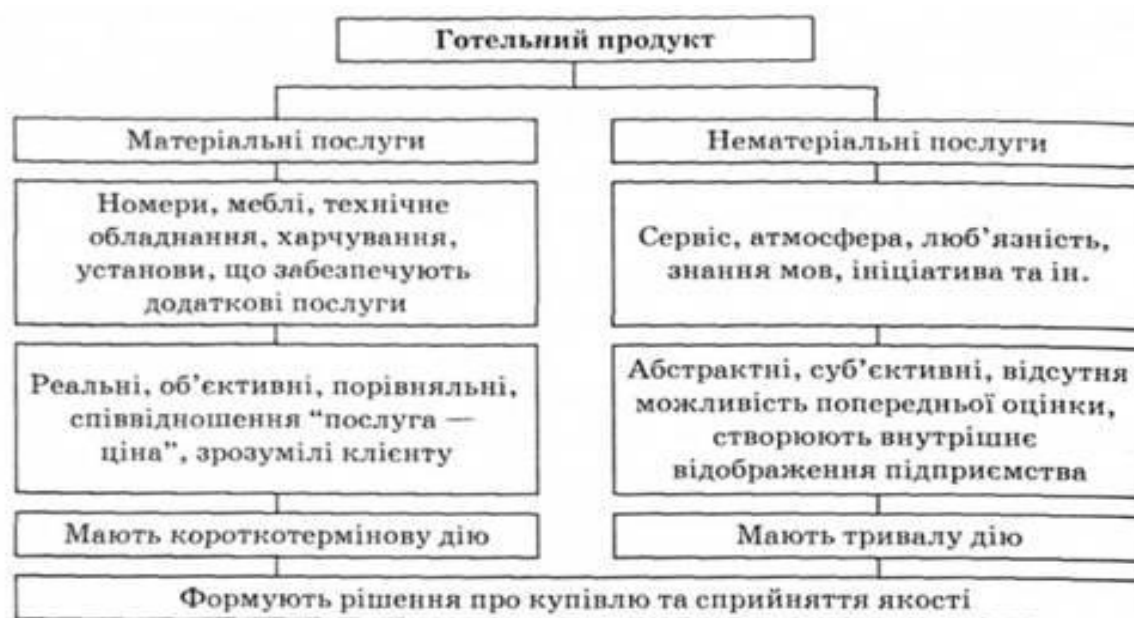 Готельний продукт
Матеріальні послуги
Номери, меблі, технічне
обладнання, харчування,
установи, що забезпечують
додаткові послуги
Реальні, об’єктивні, порівняльні,
співвідношення “послуга —
ціна”, зрозумілі клієнту
Мають короткотермінову дію
Нематеріальні послуги
Сервіс, атмосфера, люб’язність,
знання мов, ініціатива та ін.
Абстрактні, суб’єктивні, відсутня
можливість попередньої оцінки,
створюють внутрішнє
відображення підприємства
Мають тривалу дію
Формують рішення про купівлю та сприйняття якості